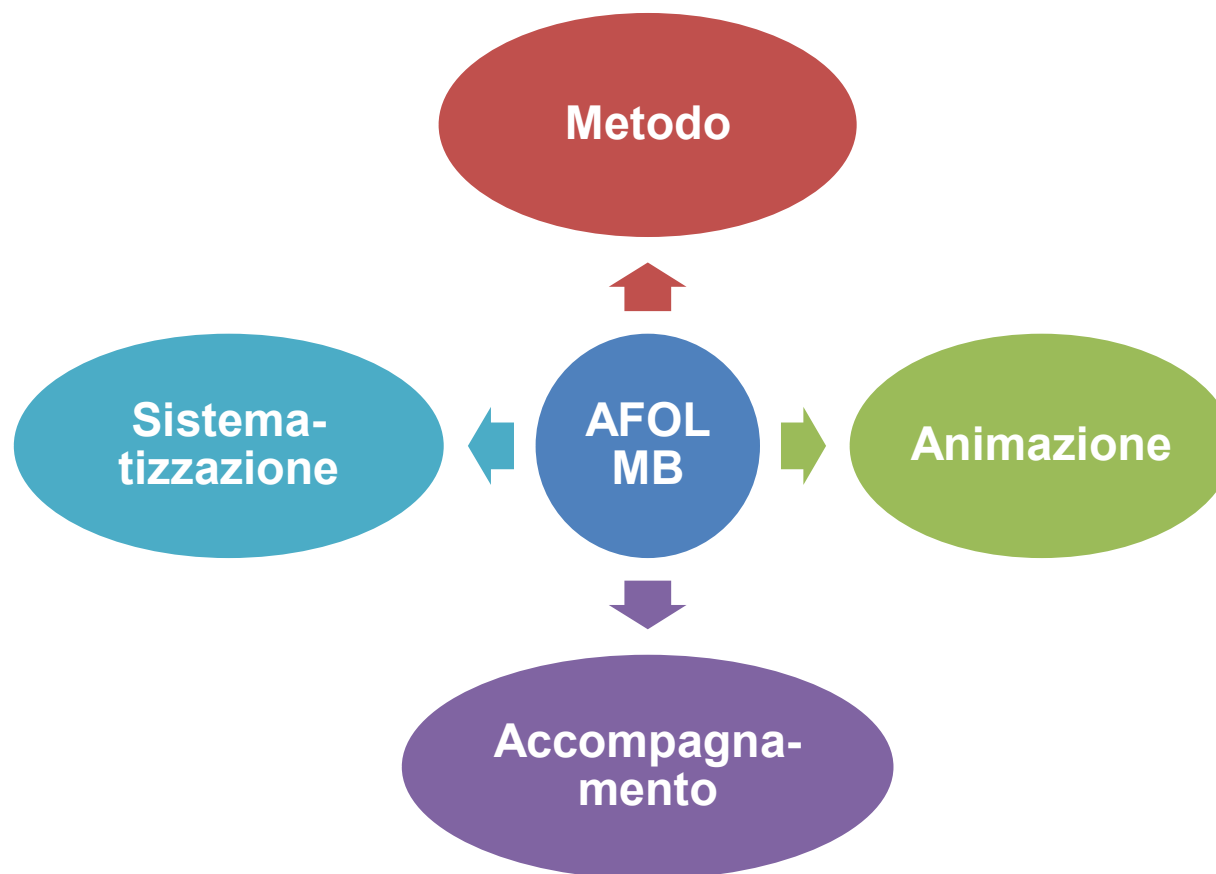 Metodo
Sistema-
tizzazione
AFOL
MB
Animazione
Accompagna-
mento